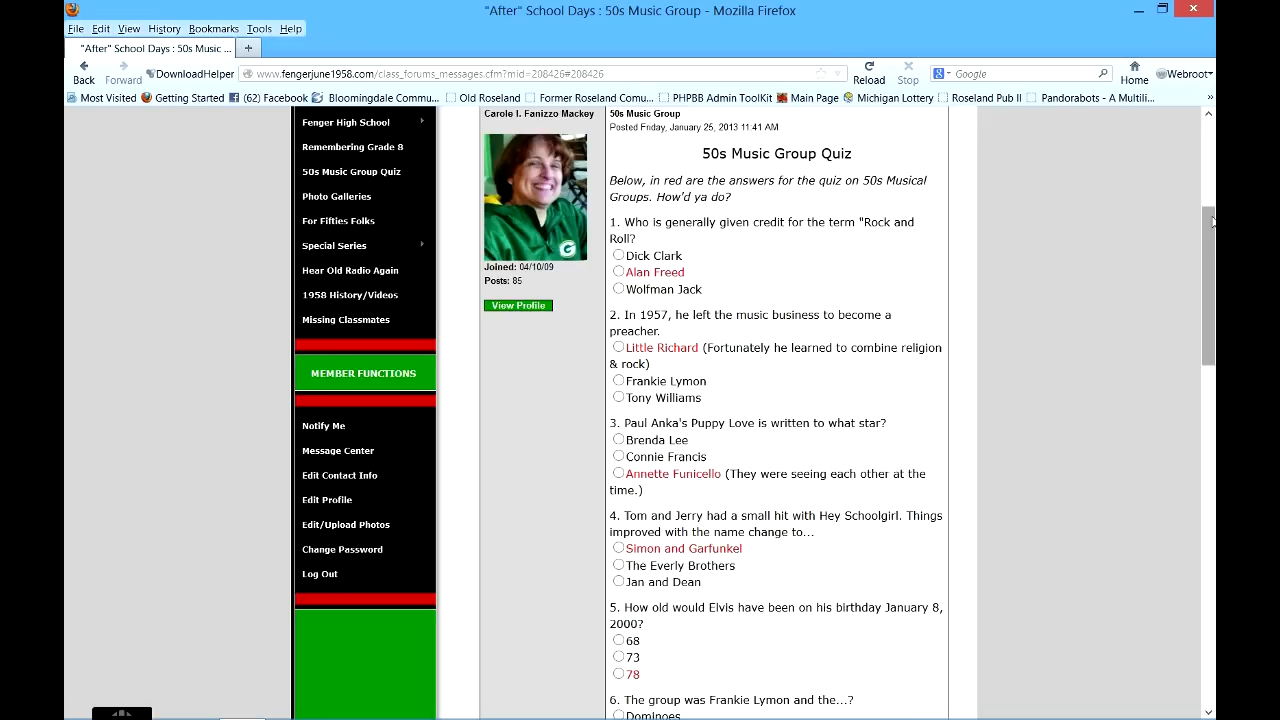 "After" School Days : 50s Music Group - Mozilla Firefox
File Edit View History Bookmarks Tools Help
"After" School Days : 50s Music ... +
Back Forward DownloadHelper www.fengerjune1958.com/class_forums_messages.cfm?mid=208426#208426 Reload Stop Google Home Webroot
Most Visited Getting Started (62) Facebook Bloomingdale Commu... Old Roseland Former Roseland Comu... PHPBB Admin ToolKit Main Page Michigan Lottery Roseland Pub II Pandorabots - A Multili... »
Fenger High School
Remembering Grade 8
50s Music Group Quiz
Photo Galleries
For Fifties Folks
Special Series
Hear Old Radio Again
1958 History/Videos
Missing Classmates
MEMBER FUNCTIONS
Notify Me
Message Center
Edit Contact Info
Edit Profile
Edit/Upload Photos
Change Password
Log Out
Carole I. Fanizzo Mackey
G
Joined: 04/10/09
Posts: 85
View Profile
50s Music Group
Posted Friday, January 25, 2013 11:41 AM
50s Music Group Quiz
Below, in red are the answers for the quiz on 50s Musical
Groups. How'd ya do?
1. Who is generally given credit for the term "Rock and
Roll?
Dick Clark
Alan Freed
Wolfman Jack
2. In 1957, he left the music business to become a
preacher.
Little Richard (Fortunately he learned to combine religion
& rock)
Frankie Lymon
Tony Williams
3. Paul Anka's Puppy Love is written to what star?
Brenda Lee
Connie Francis
Annette Funicello (They were seeing each other at the
time.)
4. Tom and Jerry had a small hit with Hey Schoolgirl. Things
improved with the name change to...
Simon and Garfunkel
The Everly Brothers
Jan and Dean
5. How old would Elvis have been on his birthday January 8,
2000?
68
73
78
6. The group was Frankie Lymon and the...?
Dominoes